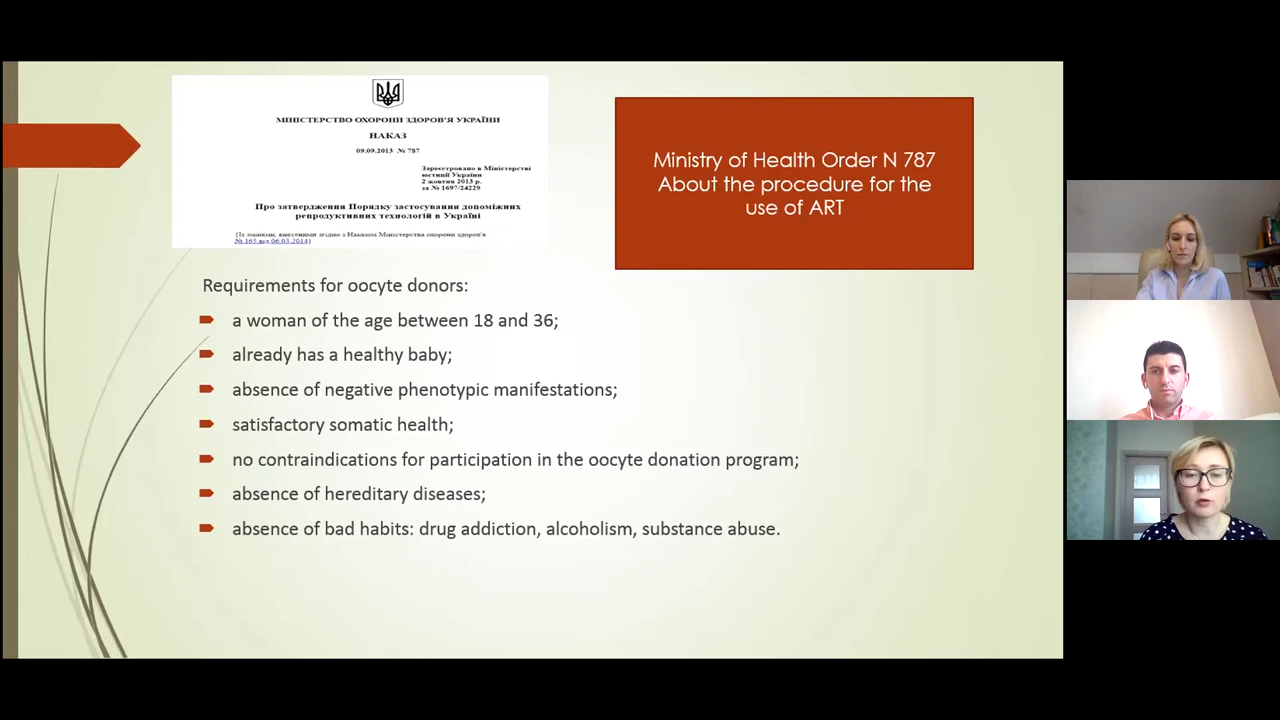 МІНІСТЕРСТВО ОХОРОНИ ЗДОРОВ'Я УКРАЇНИ
НАКАЗ
09.09.2013 № 787
Зареєстровано в Міністерстві
юстиції України
2 жовтня 2013 р.
за № 1697/24229
Про затвердження Порядку застосування допоміжних
репродуктивних технологій в Україні
{Із змінами, внесеними згідно з Наказом Міністерства охорони здоров'я
№ 165 від 06.03.2014}
Ministry of Health Order N 787
About the procedure for the
use of ART
Requirements for oocyte donors:
a woman of the age between 18 and 36;
already has a healthy baby;
absence of negative phenotypic manifestations;
satisfactory somatic health;
no contraindications for participation in the oocyte donation program;
absence of hereditary diseases;
absence of bad habits: drug addiction, alcoholism, substance abuse.